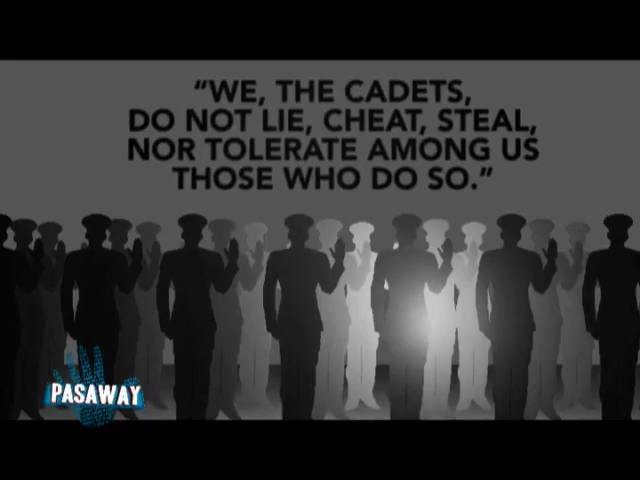 “WE, THE CADETS,
DO NOT LIE, CHEAT, STEAL,
NOR TOLERATE AMONG US
THOSE WHO DO SO.”
PASAWAY